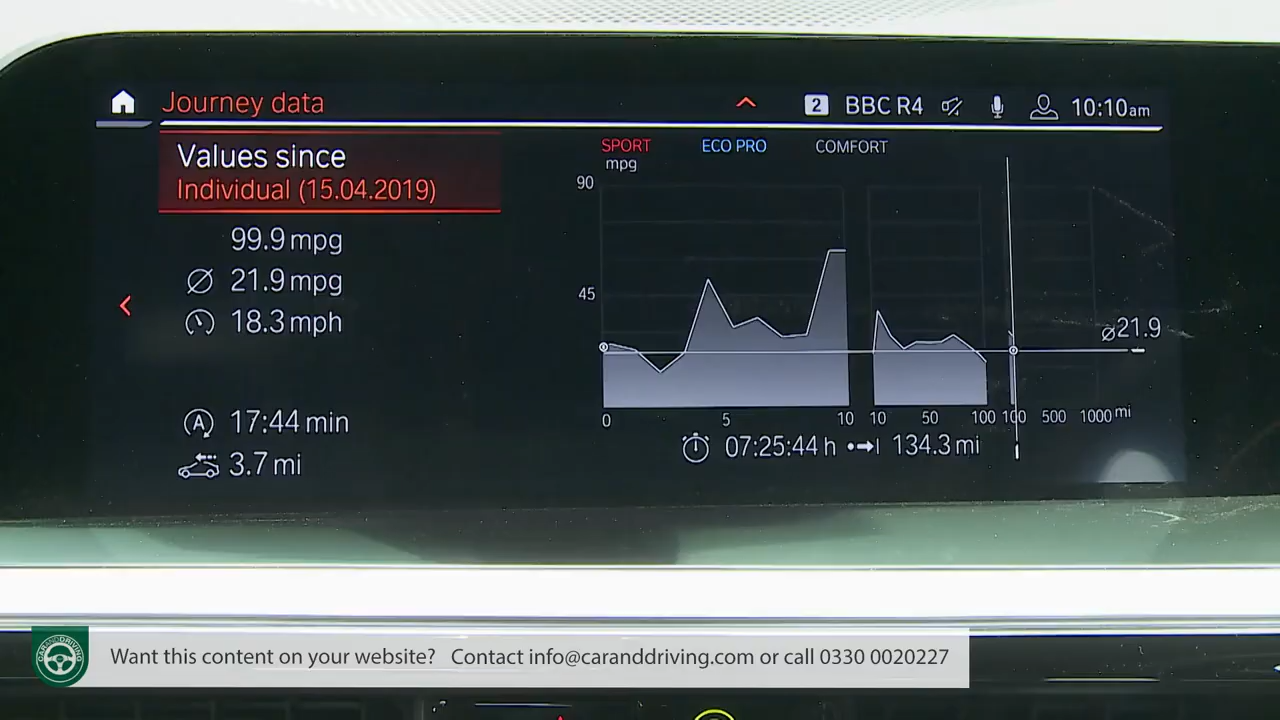 Journey data
2 BBC R4 10:10am
Values since
Individual (15.04.2019)
99.9 mpg
Ø 21.9 mpg
18.3 mph
A 17:44 min
3.7 mi
SPORT ECO PRO COMFORT
mpg
90
45
Ø21.9
0 5 10 10 50 100 100 500 1000 mi
07:25:44 h 134.3 mi
CARANDDRIVING
Want this content on your website? Contact info@caranddriving.com or call 0330 0020227